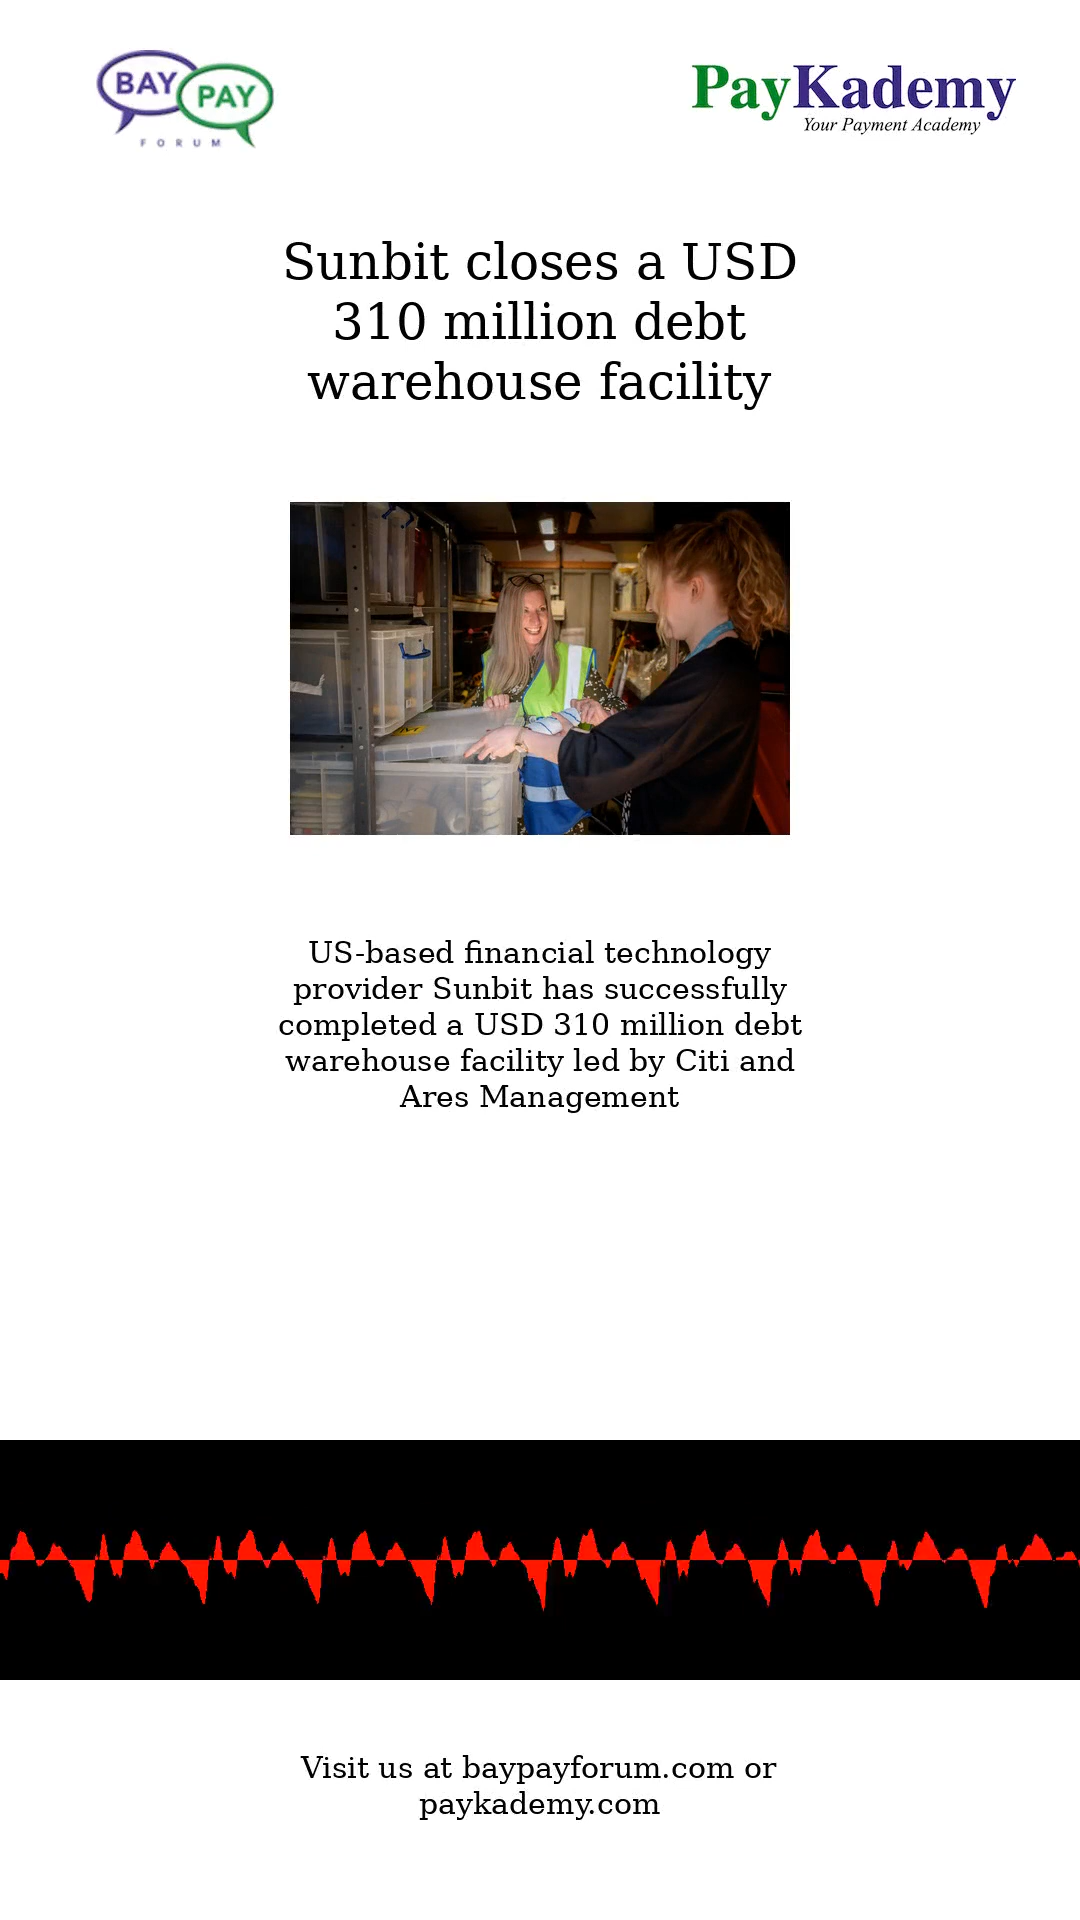 BAY PAY
FORUM
PayKademy
Your Payment Academy
Sunbit closes a USD
310 million debt
warehouse facility
US-based financial technology
provider Sunbit has successfully
completed a USD 310 million debt
warehouse facility led by Citi and
Ares Management
Visit us at baypayforum.com or
paykademy.com